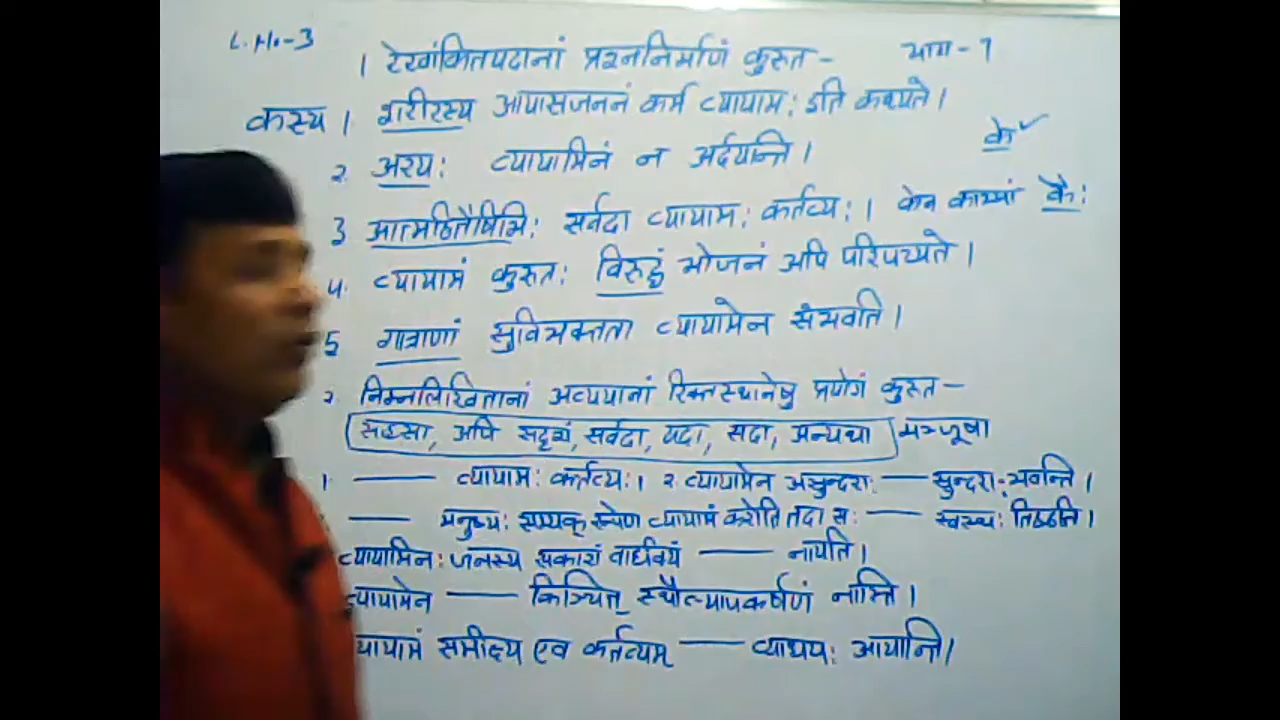 L.No-3
1 रेखांकितपदानां प्रश्ननिर्माणं कुरुत - भाग - 1
कस्य 1. शरीरस्य आयासजननं कर्म व्यायाम: इति कथ्यते।
2. अरय: व्यायामिनं न अर्दयन्ति। के ✓
3 आत्महितैषिभि: सर्वदा व्यायाम: कर्तव्य: । केन काभ्यां कै:
4. व्यायामं कुरुत: विरुद्धं भोजनं अपि परिपच्यते।
5 गात्राणां सुविभक्तता व्यायामेन संभवति।
2. निम्नलिखितानां अव्ययानां रिक्तस्थानेषु प्रयोगं कुरुत -
सहसा, अपि सदृशं, सर्वदा, यदा, सदा, अन्यथा मञ्जूषा
1. —— व्यायाम: कर्तव्य: । 2. व्यायामेन असुन्दरा: —— सुन्दरा: भवन्ति।
—— मनुष्य: सम्यक् रूपेण व्यायामं करोति तदा स: —— स्वस्थ: तिष्ठति।
व्यायामिन: जनस्य सकाशं वार्धक्यं —— नायाति।
व्यायामेन —— किञ्चित् स्थौल्यापकर्षणं नास्ति।
यायामं समीक्ष्य एव कर्तव्यम् —— व्याधय: आयान्ति।